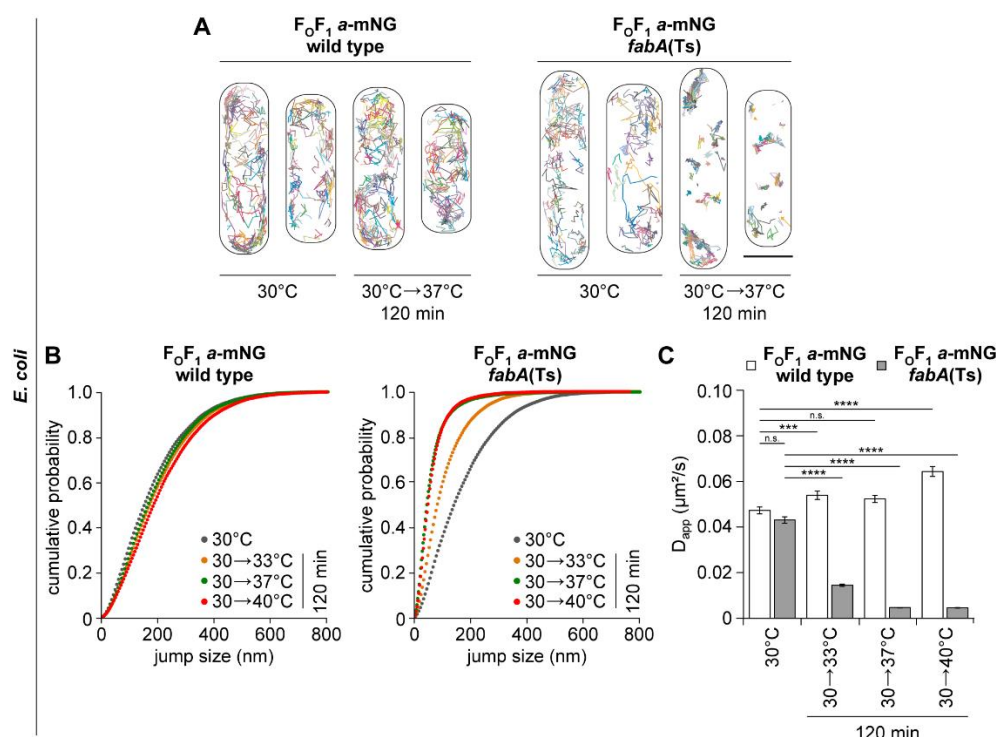 E. coli
A
FOF1 a-mNG
wild type
FOF1 a-mNG
fabA(Ts)
30°C
30°C→37°C
120 min
30°C
30°C→37°C
120 min
B
FOF1 a-mNG
wild type
cumulative probability
1.0
0.8
0.6
0.4
0.2
0
0
200
400
600
800
jump size (nm)
30°C
30→33°C
30→37°C
30→40°C
120 min
FOF1 a-mNG
fabA(Ts)
cumulative probability
1.0
0.8
0.6
0.4
0.2
0
0
200
400
600
800
jump size (nm)
30°C
30→33°C
30→37°C
30→40°C
120 min
C
FOF1 a-mNG
wild type
FOF1 a-mNG
fabA(Ts)
Dapp (μm²/s)
0.10
0.08
0.06
0.04
0.02
0
****
n.s.
***
n.s.
****
****
****
30°C
30→33°C
30→37°C
30→40°C
120 min